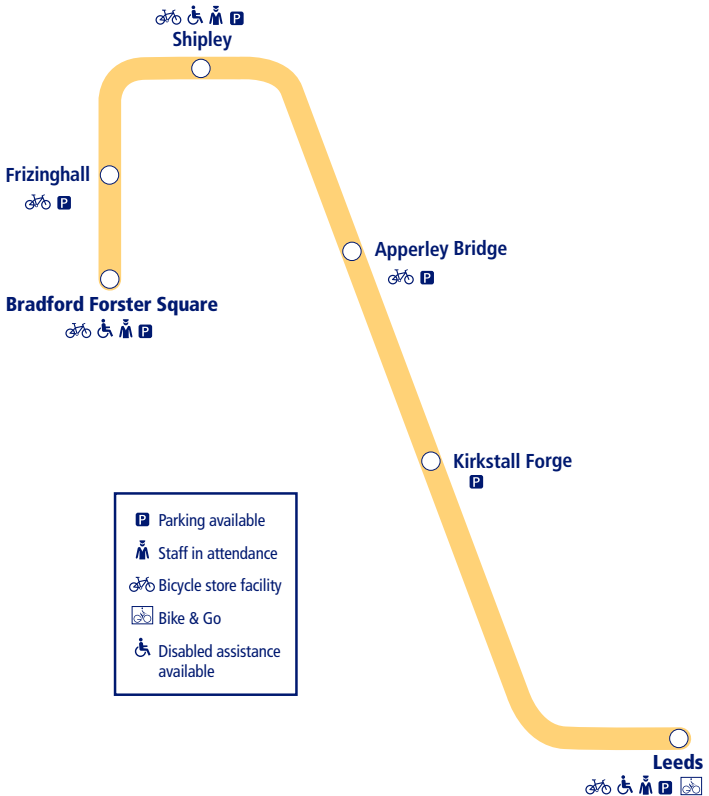 Shipley
Frizinghall
P
Apperley Bridge
P
Bradford Forster Square
P
Kirkstall Forge
P
P Parking available
Staff in attendance
Bicycle store facility
Bike & Go
Disabled assistance
available
Leeds
P